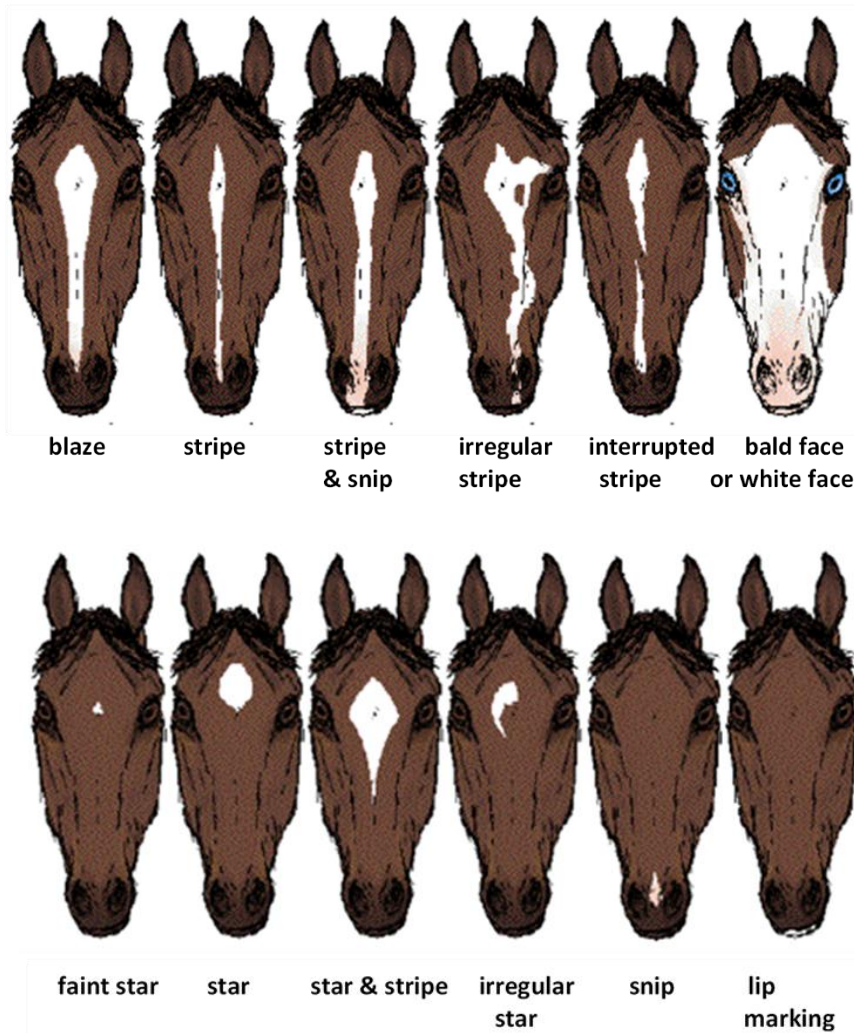 blaze stripe stripe irregular interrupted bald face
& snip stripe stripe or white face
faint star star star & stripe irregular snip lip
star marking